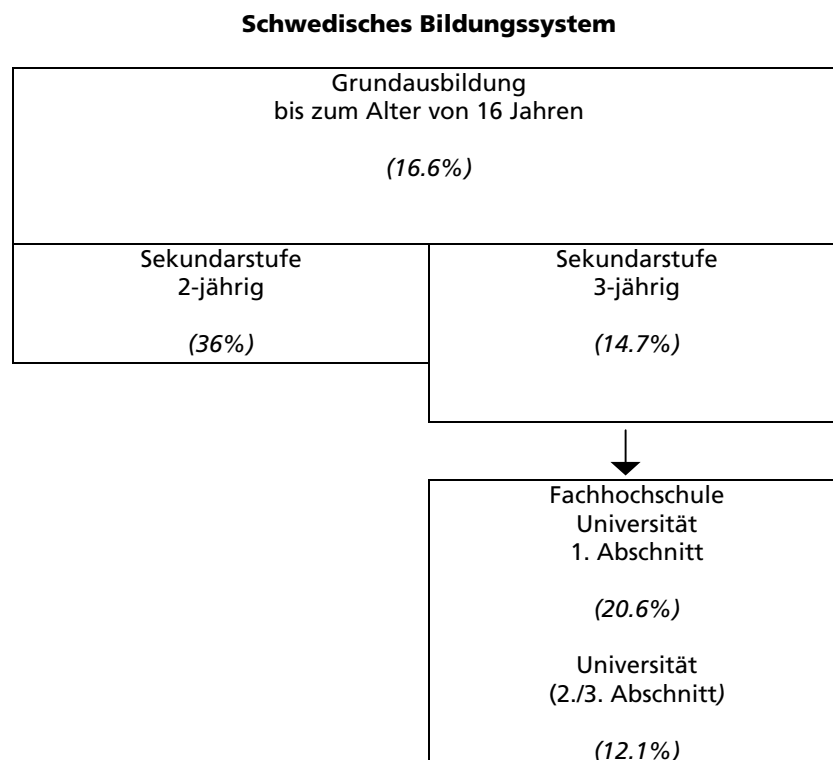 Schwedisches Bildungssystem
Grundausbildung
bis zum Alter von 16 Jahren
(16.6%)
Sekundarstufe
2-jährig
(36%)
Sekundarstufe
3-jährig
(14.7%)
Fachhochschule
Universität
1. Abschnitt
(20.6%)
Universität
(2./3. Abschnitt)
(12.1%)